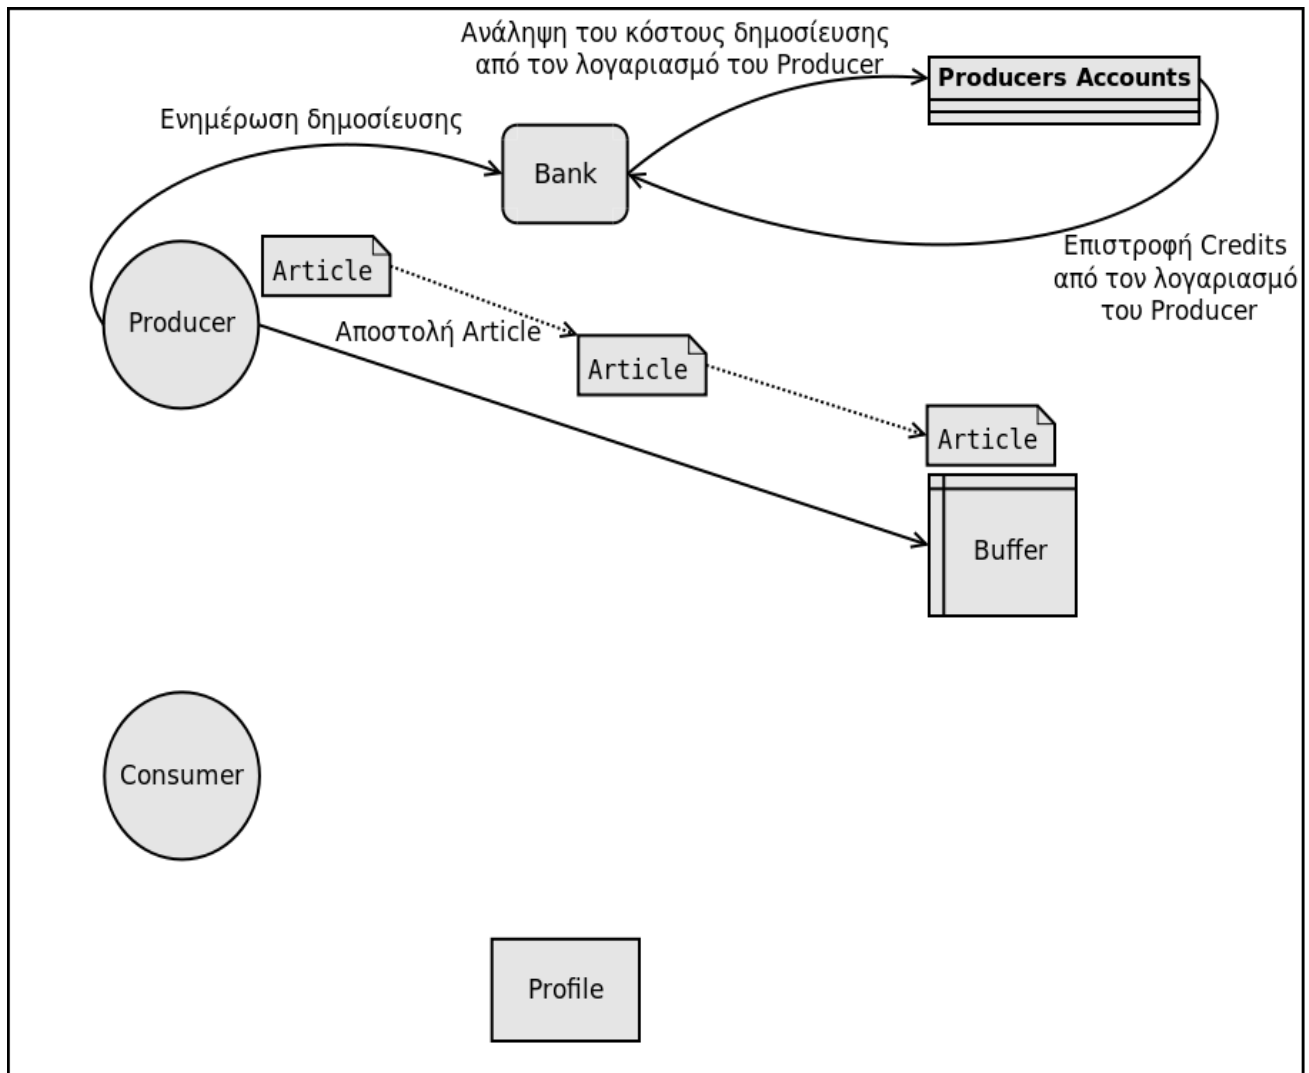 Ανάληψη του κόστους δημοσίευσης
από τον λογαριασμό του Producer
Producers Accounts
Ενημέρωση δημοσίευσης
Bank
Επιστροφή Credits
από τον λογαριασμό
του Producer
Article
Producer
Αποστολή Article
Article
Article
Buffer
Consumer
Profile